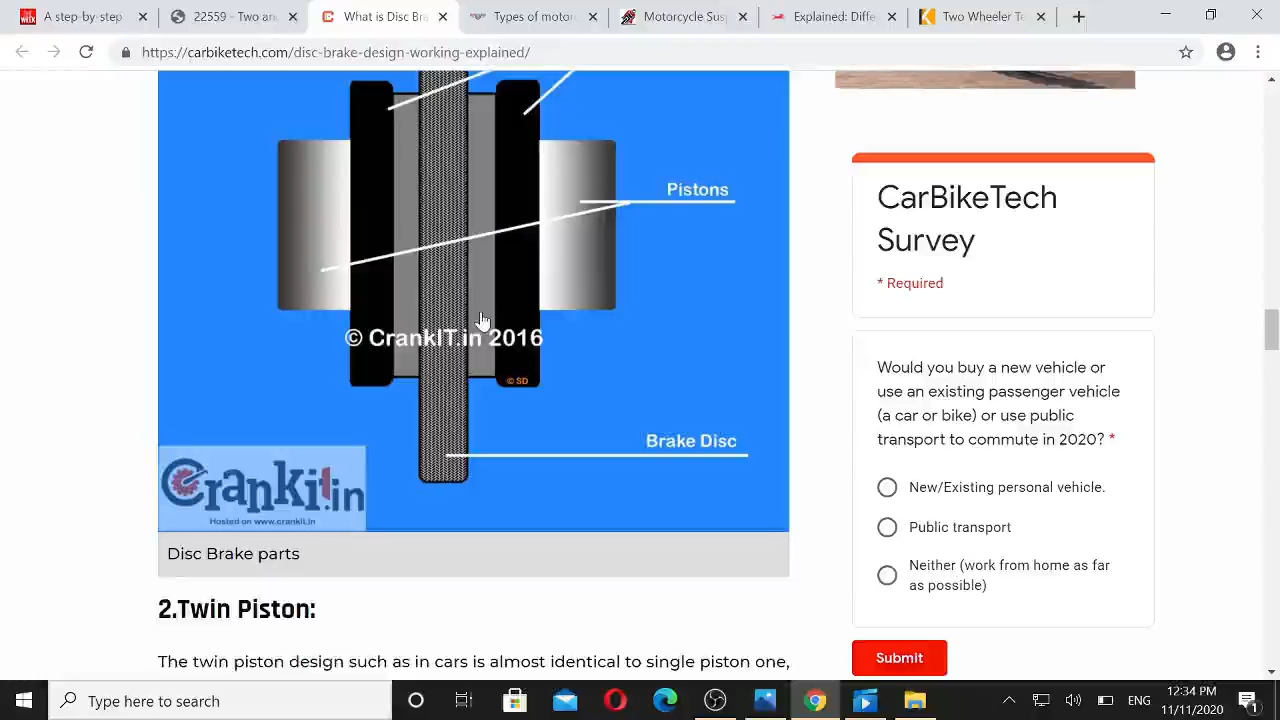 A Step-by-step
22559 - Two an
What is Disc Br
Types of motor
Motorcycle Sus
Explained: Diffe
Two Wheeler Te
https://carbiketech.com/disc-brake-design-working-explained/
Pistons
© CrankIT.in 2016
© SD
Brake Disc
Crankit.in
Hosted on www.crankit.in
Disc Brake parts
2.Twin Piston:
The twin piston design such as in cars is almost identical to single piston one,
CarBikeTech
Survey
* Required
Would you buy a new vehicle or
use an existing passenger vehicle
(a car or bike) or use public
transport to commute in 2020? *
New/Existing personal vehicle.
Public transport
Neither (work from home as far
as possible)
Submit
Type here to search
ENG
12:34 PM
11/11/2020
1